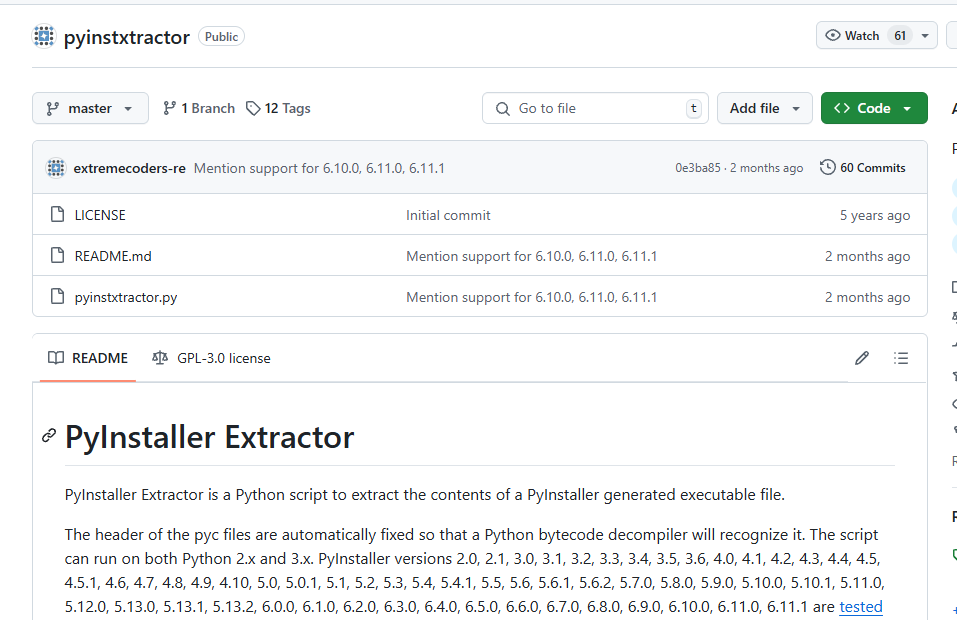 pyinstxtractor Public Watch 61
master 1 Branch 12 Tags Go to file t Add file Code
extremecoders-re Mention support for 6.10.0, 6.11.0, 6.11.1 0e3ba85 · 2 months ago 60 Commits
LICENSE Initial commit 5 years ago
README.md Mention support for 6.10.0, 6.11.0, 6.11.1 2 months ago
pyinstxtractor.py Mention support for 6.10.0, 6.11.0, 6.11.1 2 months ago
README GPL-3.0 license
PyInstaller Extractor
PyInstaller Extractor is a Python script to extract the contents of a PyInstaller generated executable file.
The header of the pyc files are automatically fixed so that a Python bytecode decompiler will recognize it. The script
can run on both Python 2.x and 3.x. PyInstaller versions 2.0, 2.1, 3.0, 3.1, 3.2, 3.3, 3.4, 3.5, 3.6, 4.0, 4.1, 4.2, 4.3, 4.4, 4.5,
4.5.1, 4.6, 4.7, 4.8, 4.9, 4.10, 5.0, 5.0.1, 5.1, 5.2, 5.3, 5.4, 5.4.1, 5.5, 5.6, 5.6.1, 5.6.2, 5.7.0, 5.8.0, 5.9.0, 5.10.0, 5.10.1, 5.11.0,
5.12.0, 5.13.0, 5.13.1, 5.13.2, 6.0.0, 6.1.0, 6.2.0, 6.3.0, 6.4.0, 6.5.0, 6.6.0, 6.7.0, 6.8.0, 6.9.0, 6.10.0, 6.11.0, 6.11.1 are tested